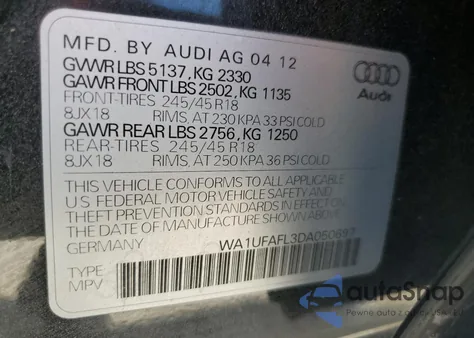 MFD. BY AUDI AG 04 12
GVWR LBS 5137, KG 2330
GAWR FRONT LBS 2502, KG 1135
FRONT-TIRES 245/45 R18
8JX18 RIMS, AT 230 KPA 33 PSI COLD
GAWR REAR LBS 2756, KG 1250
REAR-TIRES 245/45 R18
8JX18 RIMS, AT 250 KPA 36 PSI COLD
Audi
THIS VEHICLE CONFORMS TO ALL APPLICABLE
US FEDERAL MOTOR VEHICLE SAFETY AND
THEFT PREVENTION STANDARDS IN EFFECT ON
THE DATE OF MANUFACTURE SHOWN ABOVE.
GERMANY WA1UFAFL3DA050697
TYPE
MPV
autaSnap
Pewne auto z